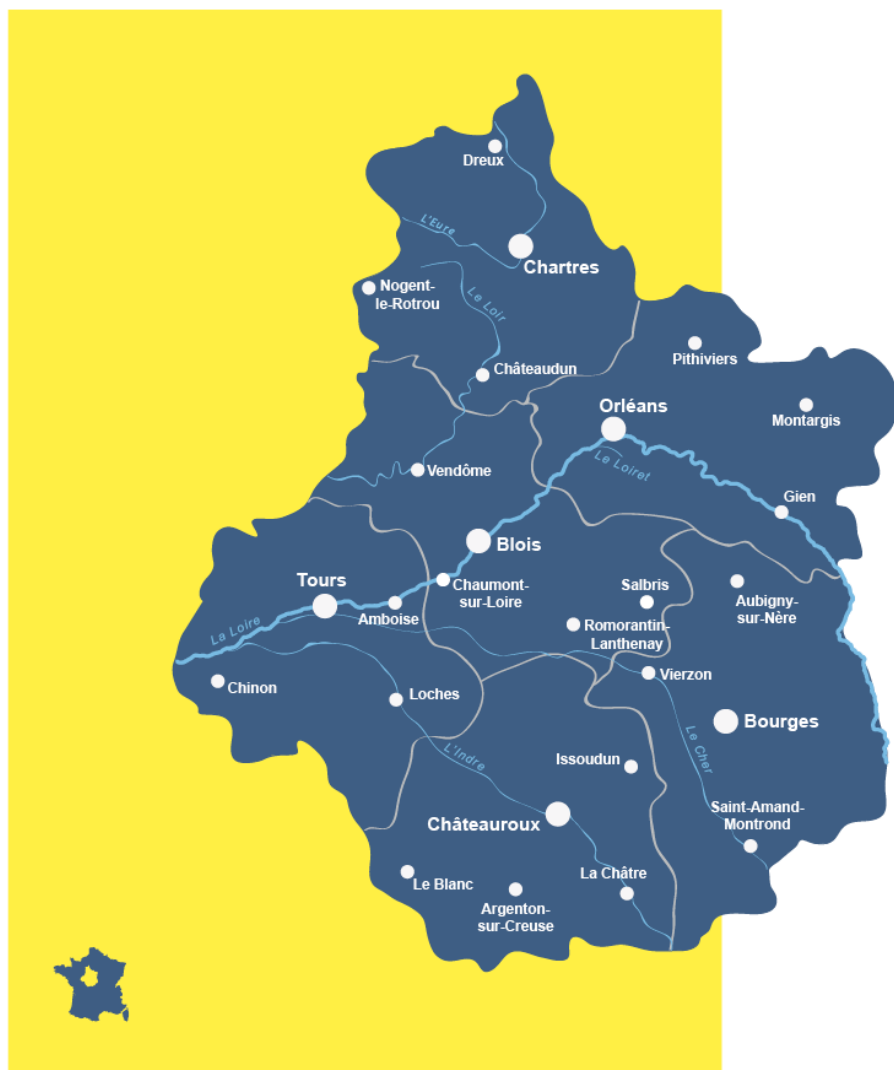 Dreux
L'Eure
Chartres
Nogent-
le-Rotrou
Le Loir
Pithiviers
Châteaudun
Orléans
Montargis
Le Loiret
Vendôme
Gien
Blois
Tours
Chaumont-
sur-Loire
Salbris
Aubigny-
sur-Nère
Amboise
La Loire
Romorantin-
Lanthenay
Vierzon
Chinon
Loches
Bourges
Le Cher
L'Indre
Issoudun
Saint-Amand-
Montrond
Châteauroux
La Châtre
Le Blanc
Argenton-
sur-Creuse